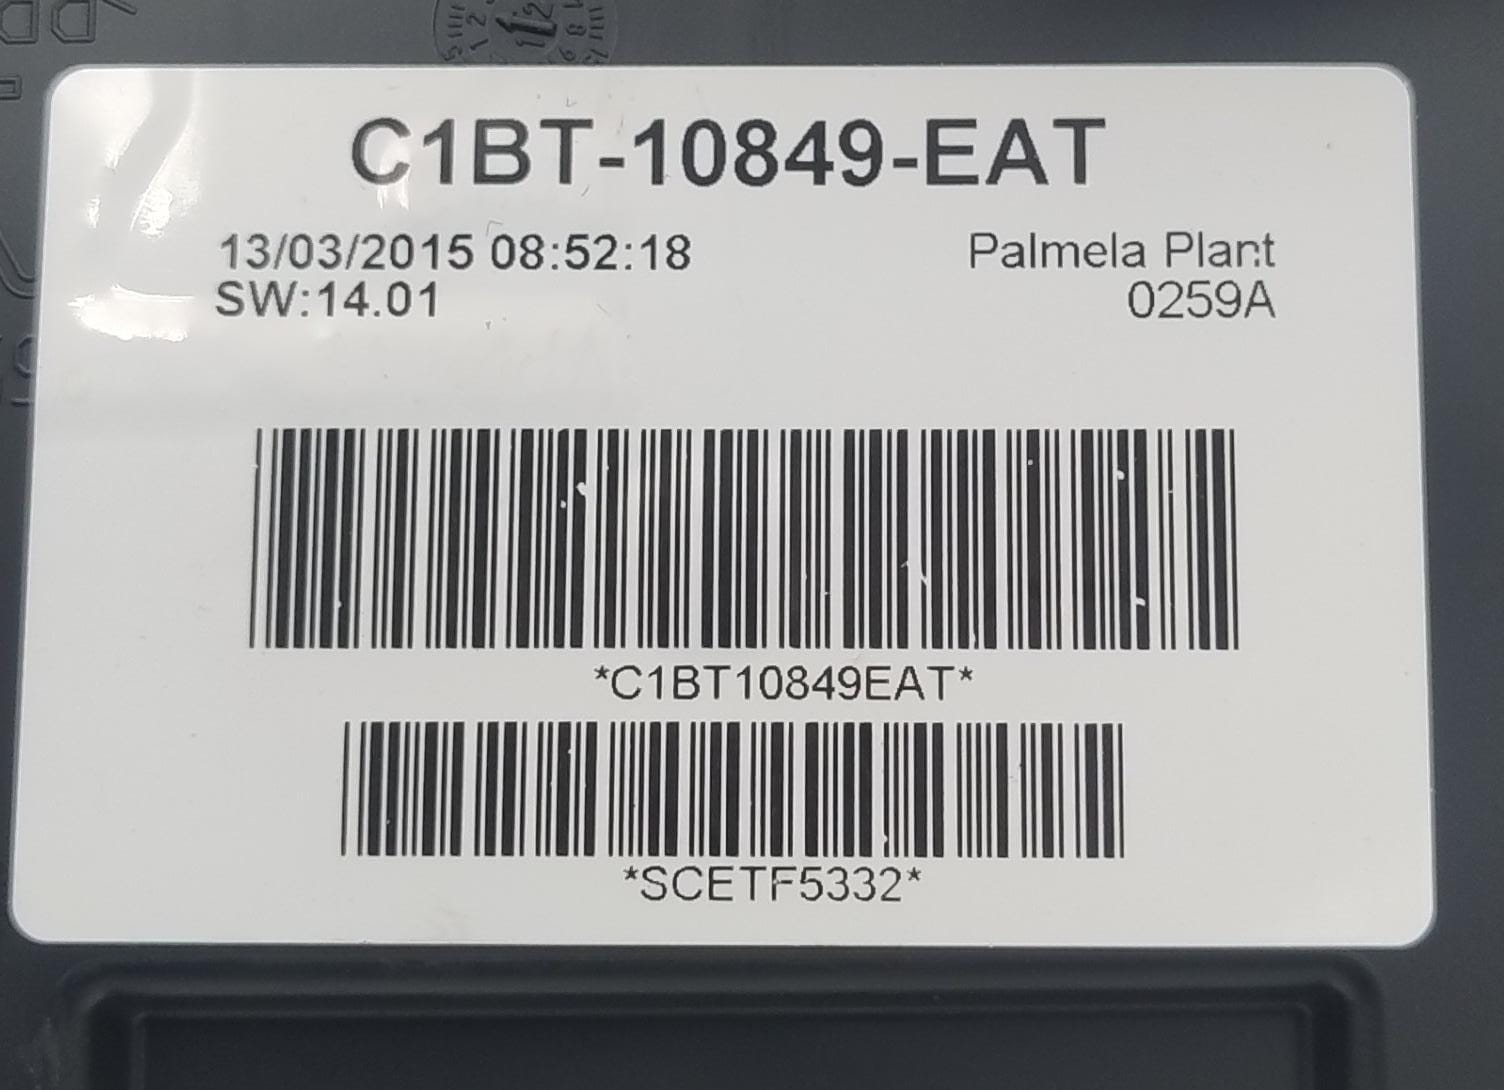 C1BT-10849-EAT
13/03/2015 08:52:18
Palmela Plant
SW:14.01
0259A
*C1BT10849EAT*
*SCETF5332*